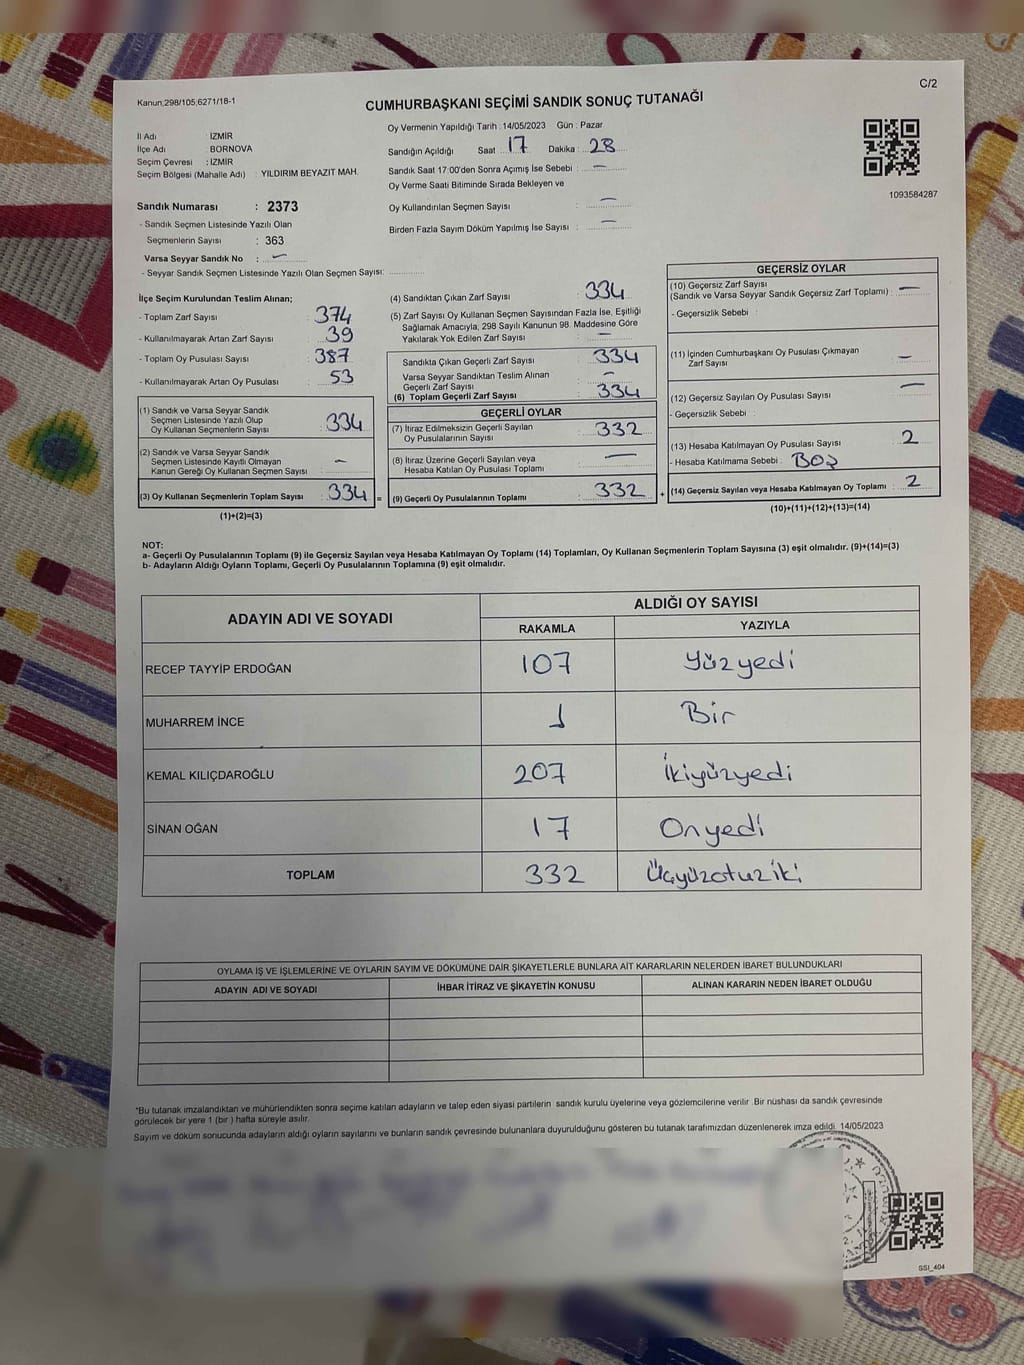 Kanun;298/105;6271/18-1
C/2
CUMHURBAŞKANI SEÇİMİ SANDIK SONUÇ TUTANAĞI
İl Adı : İZMİR
İlçe Adı : BORNOVA
Seçim Çevresi : İZMİR
Seçim Bölgesi (Mahalle Adı) : YILDIRIM BEYAZIT MAH.
Sandık Numarası : 2373
- Sandık Seçmen Listesinde Yazılı Olan
Seçmenlerin Sayısı : 363
Varsa Seyyar Sandık No : —
- Seyyar Sandık Seçmen Listesinde Yazılı Olan Seçmen Sayısı:
Oy Vermenin Yapıldığı Tarih : 14/05/2023 Gün : Pazar
Sandığın Açıldığı Saat : 17 Dakika : 28
Sandık Saat 17:00'den Sonra Açımış İse Sebebi : —
Oy Verme Saati Bitiminde Sırada Bekleyen ve
Oy Kullandırılan Seçmen Sayısı : —
Birden Fazla Sayım Döküm Yapılmış İse Sayısı : —
1093584287
İlçe Seçim Kurulundan Teslim Alınan;
- Toplam Zarf Sayısı : 374
- Kullanılmayarak Artan Zarf Sayısı : 39
- Toplam Oy Pusulası Sayısı : 387
- Kullanılmayarak Artan Oy Pusulası : 53
(1) Sandık ve Varsa Seyyar Sandık
Seçmen Listesinde Yazılı Olup
Oy Kullanan Seçmenlerin Sayısı : 334
(2) Sandık ve Varsa Seyyar Sandık
Seçmen Listesinde Kayıtlı Olmayan
Kanun Gereği Oy Kullanan Seçmen Sayısı : —
(3) Oy Kullanan Seçmenlerin Toplam Sayısı : 334 =
(1)+(2)=(3)
(4) Sandıktan Çıkan Zarf Sayısı : 334
(5) Zarf Sayısı Oy Kullanan Seçmen Sayısından Fazla İse, Eşitliği
Sağlamak Amacıyla, 298 Sayılı Kanunun 98. Maddesine Göre
Yakılarak Yok Edilen Zarf Sayısı : —
Sandıkta Çıkan Geçerli Zarf Sayısı : 334
Varsa Seyyar Sandıktan Teslim Alınan
Geçerli Zarf Sayısı : —
(6) Toplam Geçerli Zarf Sayısı : 334
GEÇERLİ OYLAR
(7) İtiraz Edilmeksizin Geçerli Sayılan
Oy Pusulalarının Sayısı : 332
(8) İtiraz Üzerine Geçerli Sayılan veya
Hesaba Katılan Oy Pusulası Toplamı : —
(9) Geçerli Oy Pusulalarının Toplamı : 332 +
GEÇERSİZ OYLAR
(10) Geçersiz Zarf Sayısı
(Sandık ve Varsa Seyyar Sandık Geçersiz Zarf Toplamı) : —
- Geçersizlik Sebebi :
(11) İçinden Cumhurbaşkanı Oy Pusulası Çıkmayan
Zarf Sayısı : —
(12) Geçersiz Sayılan Oy Pusulası Sayısı : —
- Geçersizlik Sebebi :
(13) Hesaba Katılmayan Oy Pusulası Sayısı : 2
- Hesaba Katılmama Sebebi : BOŞ
(14) Geçersiz Sayılan veya Hesaba Katılmayan Oy Toplamı : 2
(10)+(11)+(12)+(13)=(14)
NOT:
a- Geçerli Oy Pusulalarının Toplamı (9) ile Geçersiz Sayılan veya Hesaba Katılmayan Oy Toplamı (14) Toplamları, Oy Kullanan Seçmenlerin Toplam Sayısına (3) eşit olmalıdır. (9)+(14)=(3)
b- Adayların Aldığı Oyların Toplamı, Geçerli Oy Pusulalarının Toplamına (9) eşit olmalıdır.
ADAYIN ADI VE SOYADI ALDIĞI OY SAYISI
RAKAMLA YAZIYLA
RECEP TAYYİP ERDOĞAN 107 Yüzyedi
MUHARREM İNCE 1 Bir
KEMAL KILIÇDAROĞLU 207 İkiyüzyedi
SİNAN OĞAN 17 Onyedi
TOPLAM 332 Üçyüzotuziki
OYLAMA İŞ VE İŞLEMLERİNE VE OYLARIN SAYIM VE DÖKÜMÜNE DAİR ŞİKAYETLERLE BUNLARA AİT KARARLARIN NELERDEN İBARET BULUNDUKLARI
ADAYIN ADI VE SOYADI İHBAR İTİRAZ VE ŞİKAYETİN KONUSU ALINAN KARARIN NEDEN İBARET OLDUĞU
*Bu tutanak imzalandıktan ve mühürlendikten sonra seçime katılan adayların ve talep eden siyasi partilerin sandık kurulu üyelerine veya gözlemcilerine verilir. Bir nüshası da sandık çevresinde
görülecek bir yere 1 (bir ) hafta süreyle asılır.
Sayım ve döküm sonucunda adayların aldığı oyların sayılarını ve bunların sandık çevresinde bulunanlara duyurulduğunu gösteren bu tutanak tarafımızdan düzenlenerek imza edildi. 14/05/2023
SSI_404